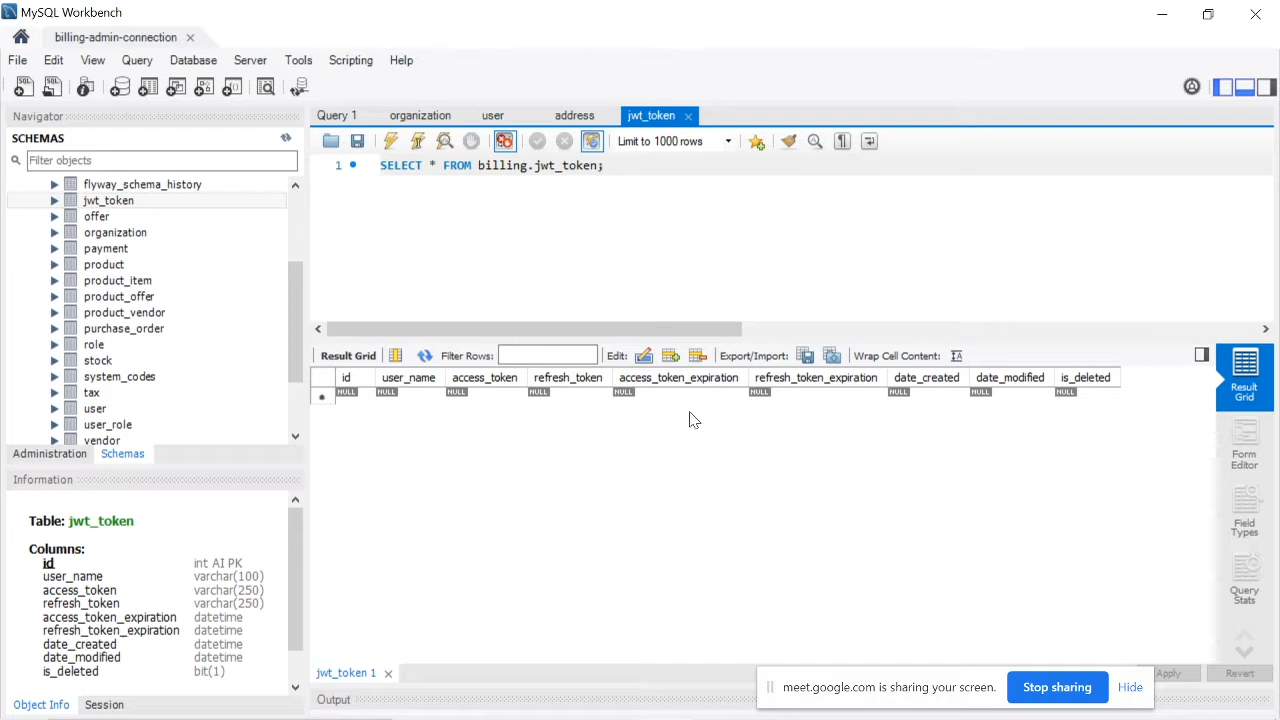 MySQL Workbench
billing-admin-connection
File Edit View Query Database Server Tools Scripting Help
Navigator
SCHEMAS
Filter objects
flyway_schema_history
jwt_token
offer
organization
payment
product
product_item
product_offer
product_vendor
purchase_order
role
stock
system_codes
tax
user
user_role
vendor
Administration Schemas
Information
Table: jwt_token
Columns:
id int AI PK
user_name varchar(100)
access_token varchar(250)
refresh_token varchar(250)
access_token_expiration datetime
refresh_token_expiration datetime
date_created datetime
date_modified datetime
is_deleted bit(1)
Object Info Session
Query 1 organization user address jwt_token
Limit to 1000 rows
1 SELECT * FROM billing.jwt_token;
Result Grid Filter Rows: Edit: Export/Import: Wrap Cell Content:
id user_name access_token refresh_token access_token_expiration refresh_token_expiration date_created date_modified is_deleted
NULL NULL NULL NULL NULL NULL NULL NULL NULL
Result
Grid
Form
Editor
Field
Types
Query
Stats
jwt_token 1
Apply Revert
Output
meet.google.com is sharing your screen. Stop sharing Hide